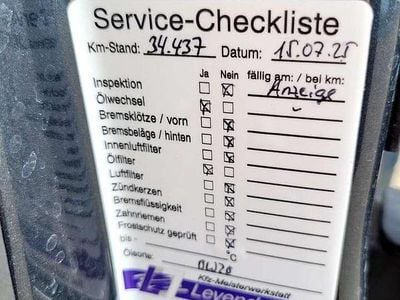 Service-Checkliste
Km-Stand: 34.437 Datum: 15.07.25
Ja Nein fällig am: / bei km:
Inspektion Anzeige
Ölwechsel
Bremsklötze / vorn
Bremsbeläge / hinten
Innenluftfilter
Ölfilter
Luftfilter
Zündkerzen
Bremsflüssigkeit
Zahnriemen
Frostschutz geprüft
bis - °C
Ölsorte:
Kfz-Meisterwerkstatt